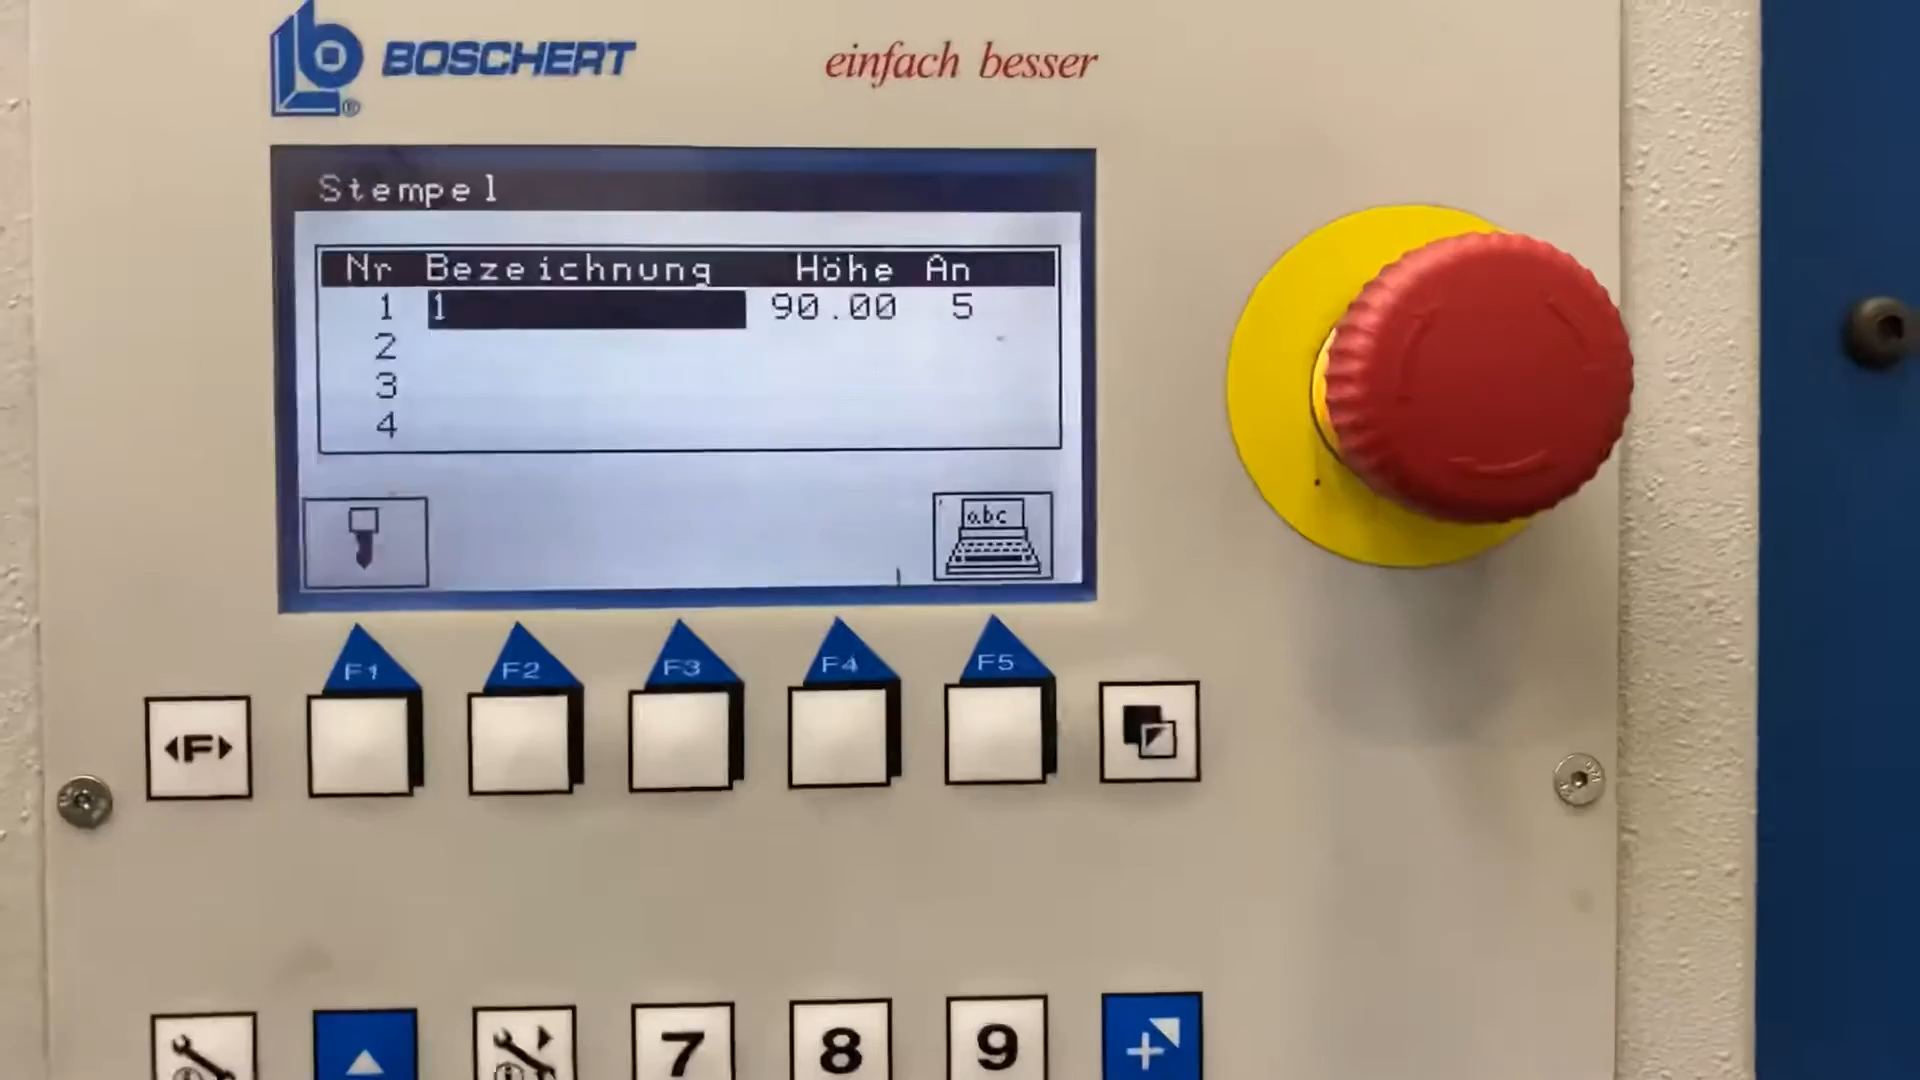 BOSCHERT ®
einfach besser
Stempel
Nr Bezeichnung Höhe An
1 1 90.00 5
2
3
4
abc
F1 F2 F3 F4 F5
F
7 8 9 +